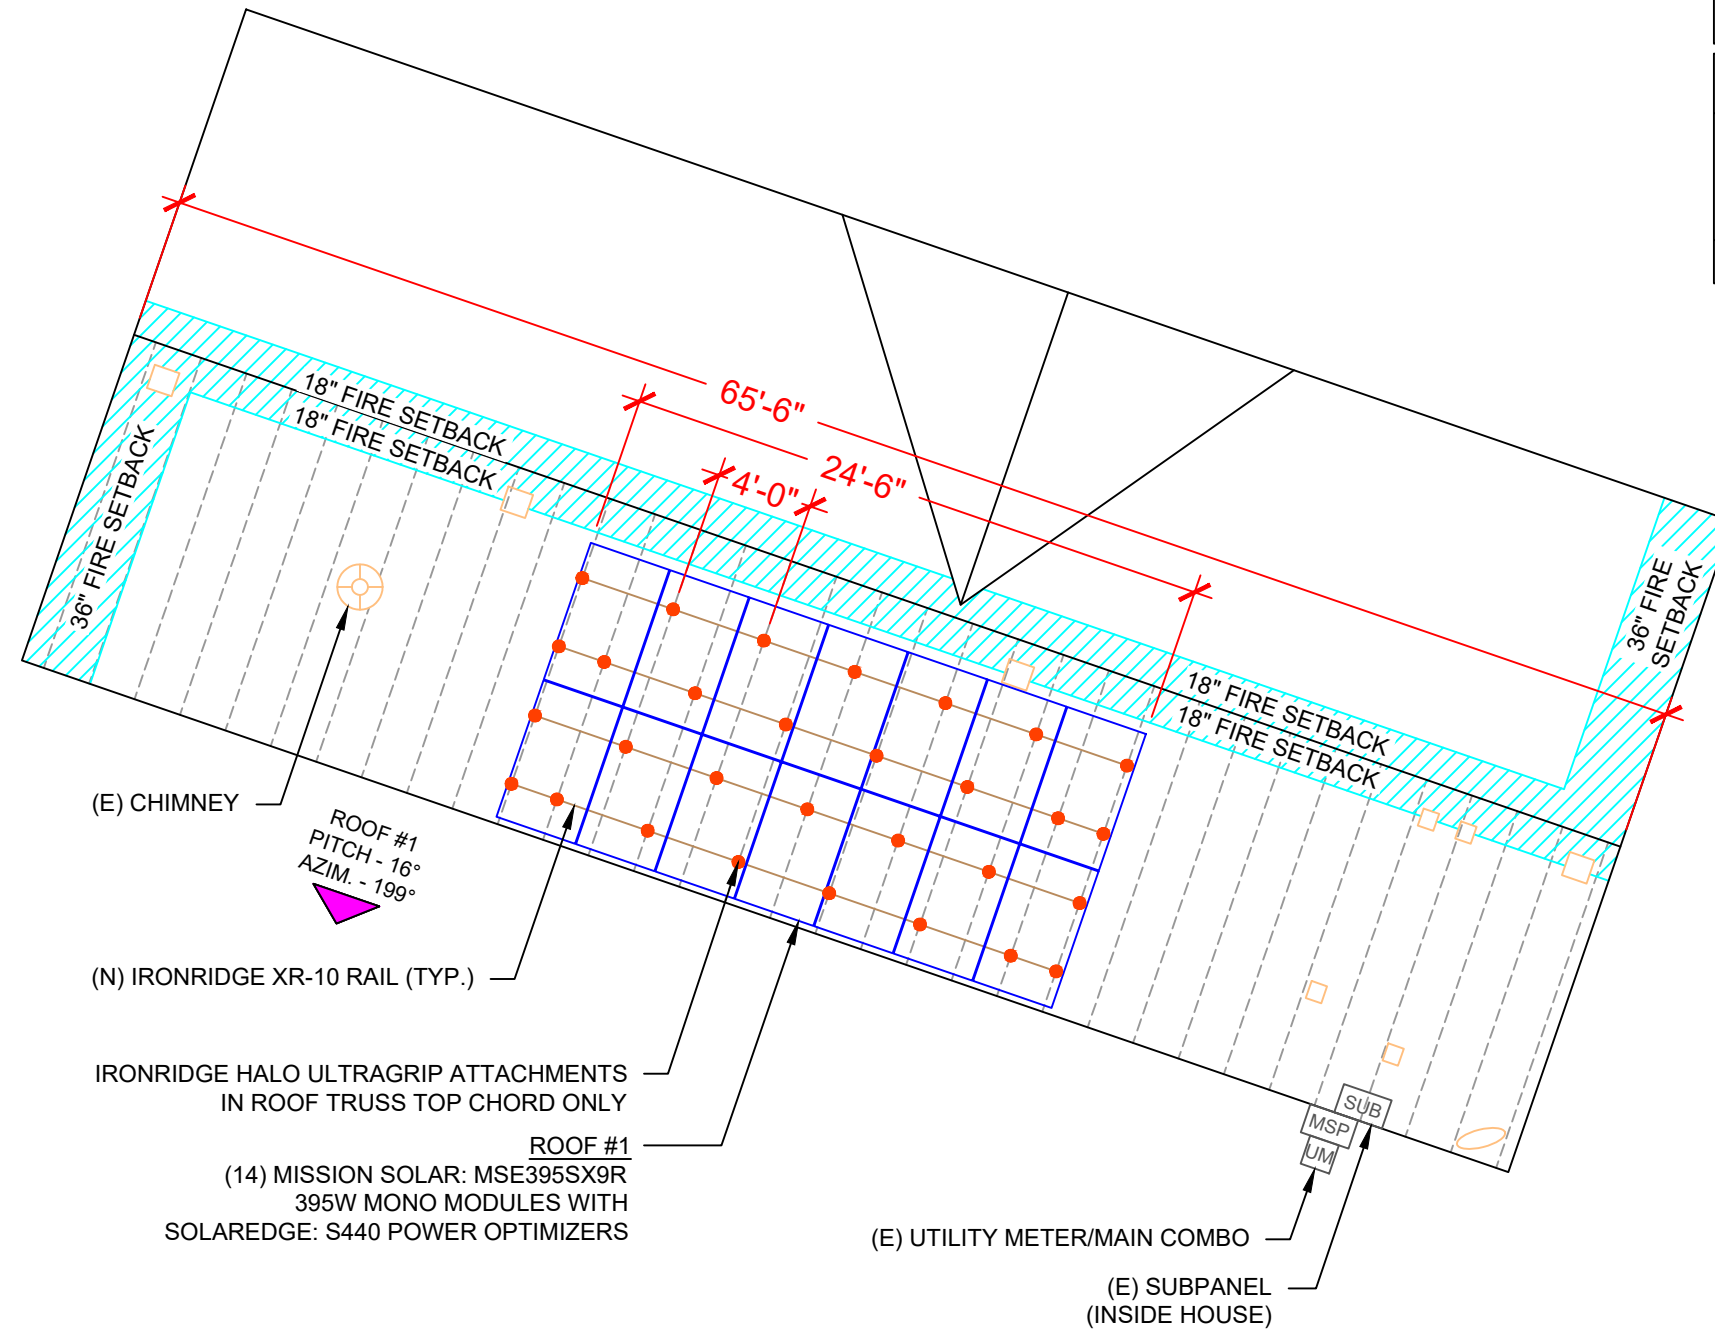 65'-6"
24'-6"
4'-0"
18" FIRE SETBACK
18" FIRE SETBACK
36" FIRE SETBACK
36" FIRE
SETBACK
18" FIRE SETBACK
18" FIRE SETBACK
(E) CHIMNEY
ROOF #1
PITCH - 16°
AZIM. - 199°
(N) IRONRIDGE XR-10 RAIL (TYP.)
IRONRIDGE HALO ULTRAGRIP ATTACHMENTS
IN ROOF TRUSS TOP CHORD ONLY
ROOF #1
(14) MISSION SOLAR: MSE395SX9R
395W MONO MODULES WITH
SOLAREDGE: S440 POWER OPTIMIZERS
SUB
MSP
UM
(E) UTILITY METER/MAIN COMBO
(E) SUBPANEL
(INSIDE HOUSE)